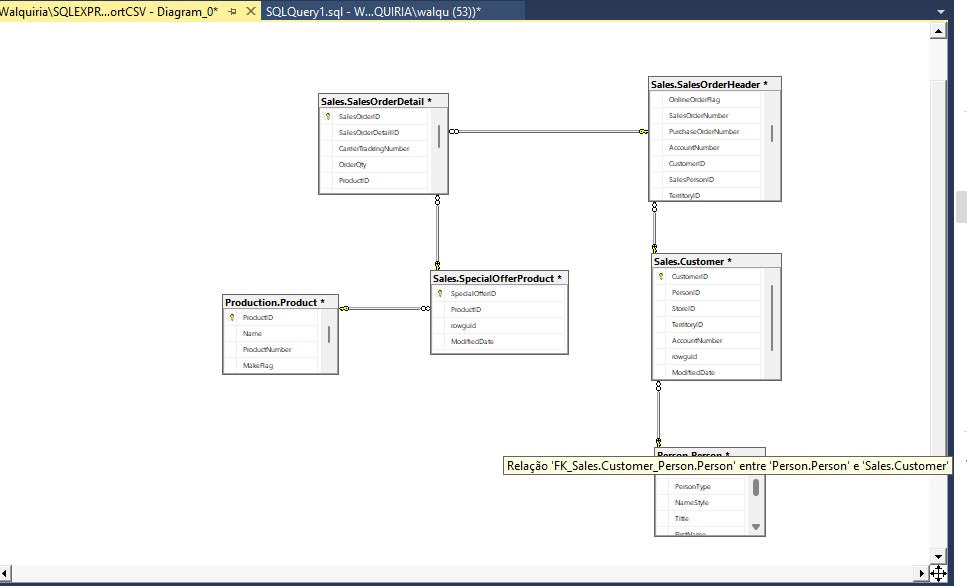 Walquiria\SQLEXPR...ortCSV - Diagram_0*
SQLQuery1.sql - W...QUIRIA\walqu (53))*
Sales.SalesOrderDetail *
SalesOrderID
SalesOrderDetailID
CarrierTrackingNumber
OrderQty
ProductID
Sales.SalesOrderHeader *
OnlineOrderFlag
SalesOrderNumber
PurchaseOrderNumber
AccountNumber
CustomerID
SalesPersonID
TerritoryID
Sales.SpecialOfferProduct *
SpecialOfferID
ProductID
rowguid
ModifiedDate
Production.Product *
ProductID
Name
ProductNumber
MakeFlag
Sales.Customer *
CustomerID
PersonID
StoreID
TerritoryID
AccountNumber
rowguid
ModifiedDate
Person.Person *
Relação 'FK_Sales.Customer_Person.Person' entre 'Person.Person' e 'Sales.Customer'
PersonType
NameStyle
Title
FirstName